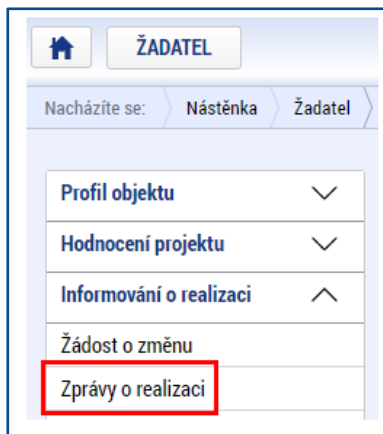 ŽADATEL
Nacházíte se: Nástěnka Žadatel
Profil objektu
Hodnocení projektu
Informování o realizaci
Žádost o změnu
Zprávy o realizaci